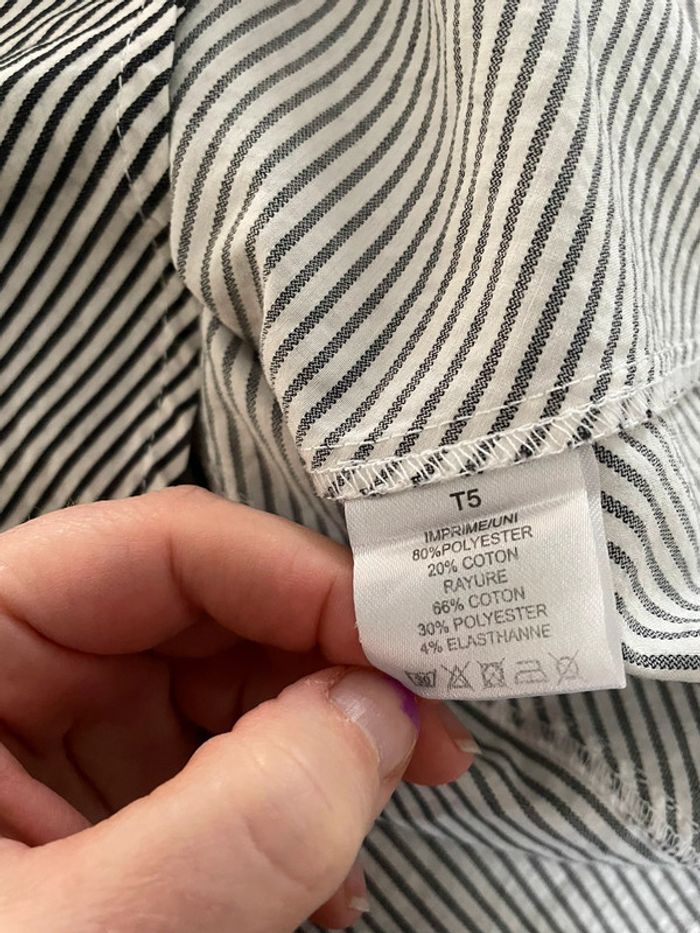 T5
IMPRIME/UNI
80%POLYESTER
20% COTON
RAYURE
66% COTON
30% POLYESTER
4% ELASTHANNE